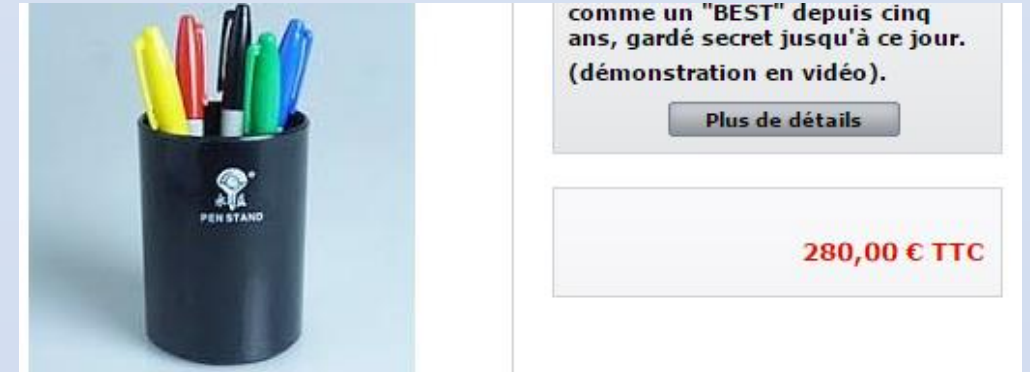 PEN STAND
comme un "BEST" depuis cinq
ans, gardé secret jusqu'à ce jour.
(démonstration en vidéo).
Plus de détails
280,00 € TTC